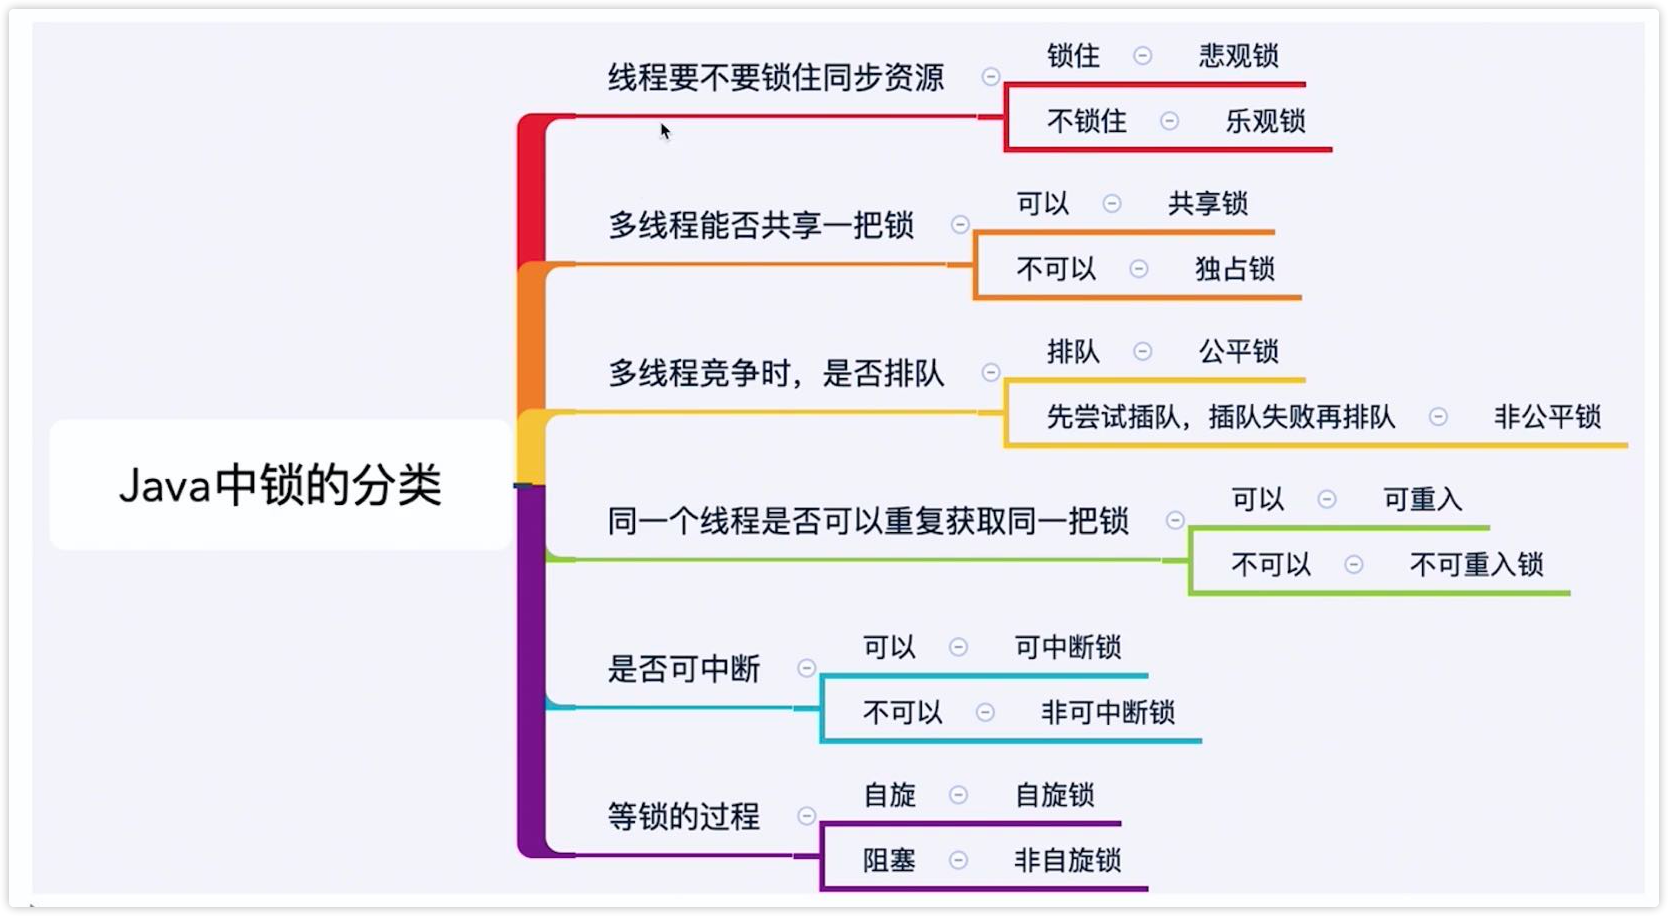 Java中锁的分类
线程要不要锁住同步资源
锁住 悲观锁
不锁住 乐观锁
多线程能否共享一把锁
可以 共享锁
不可以 独占锁
多线程竞争时，是否排队
排队 公平锁
先尝试插队，插队失败再排队 非公平锁
同一个线程是否可以重复获取同一把锁
可以 可重入
不可以 不可重入锁
是否可中断
可以 可中断锁
不可以 非可中断锁
等锁的过程
自旋 自旋锁
阻塞 非自旋锁